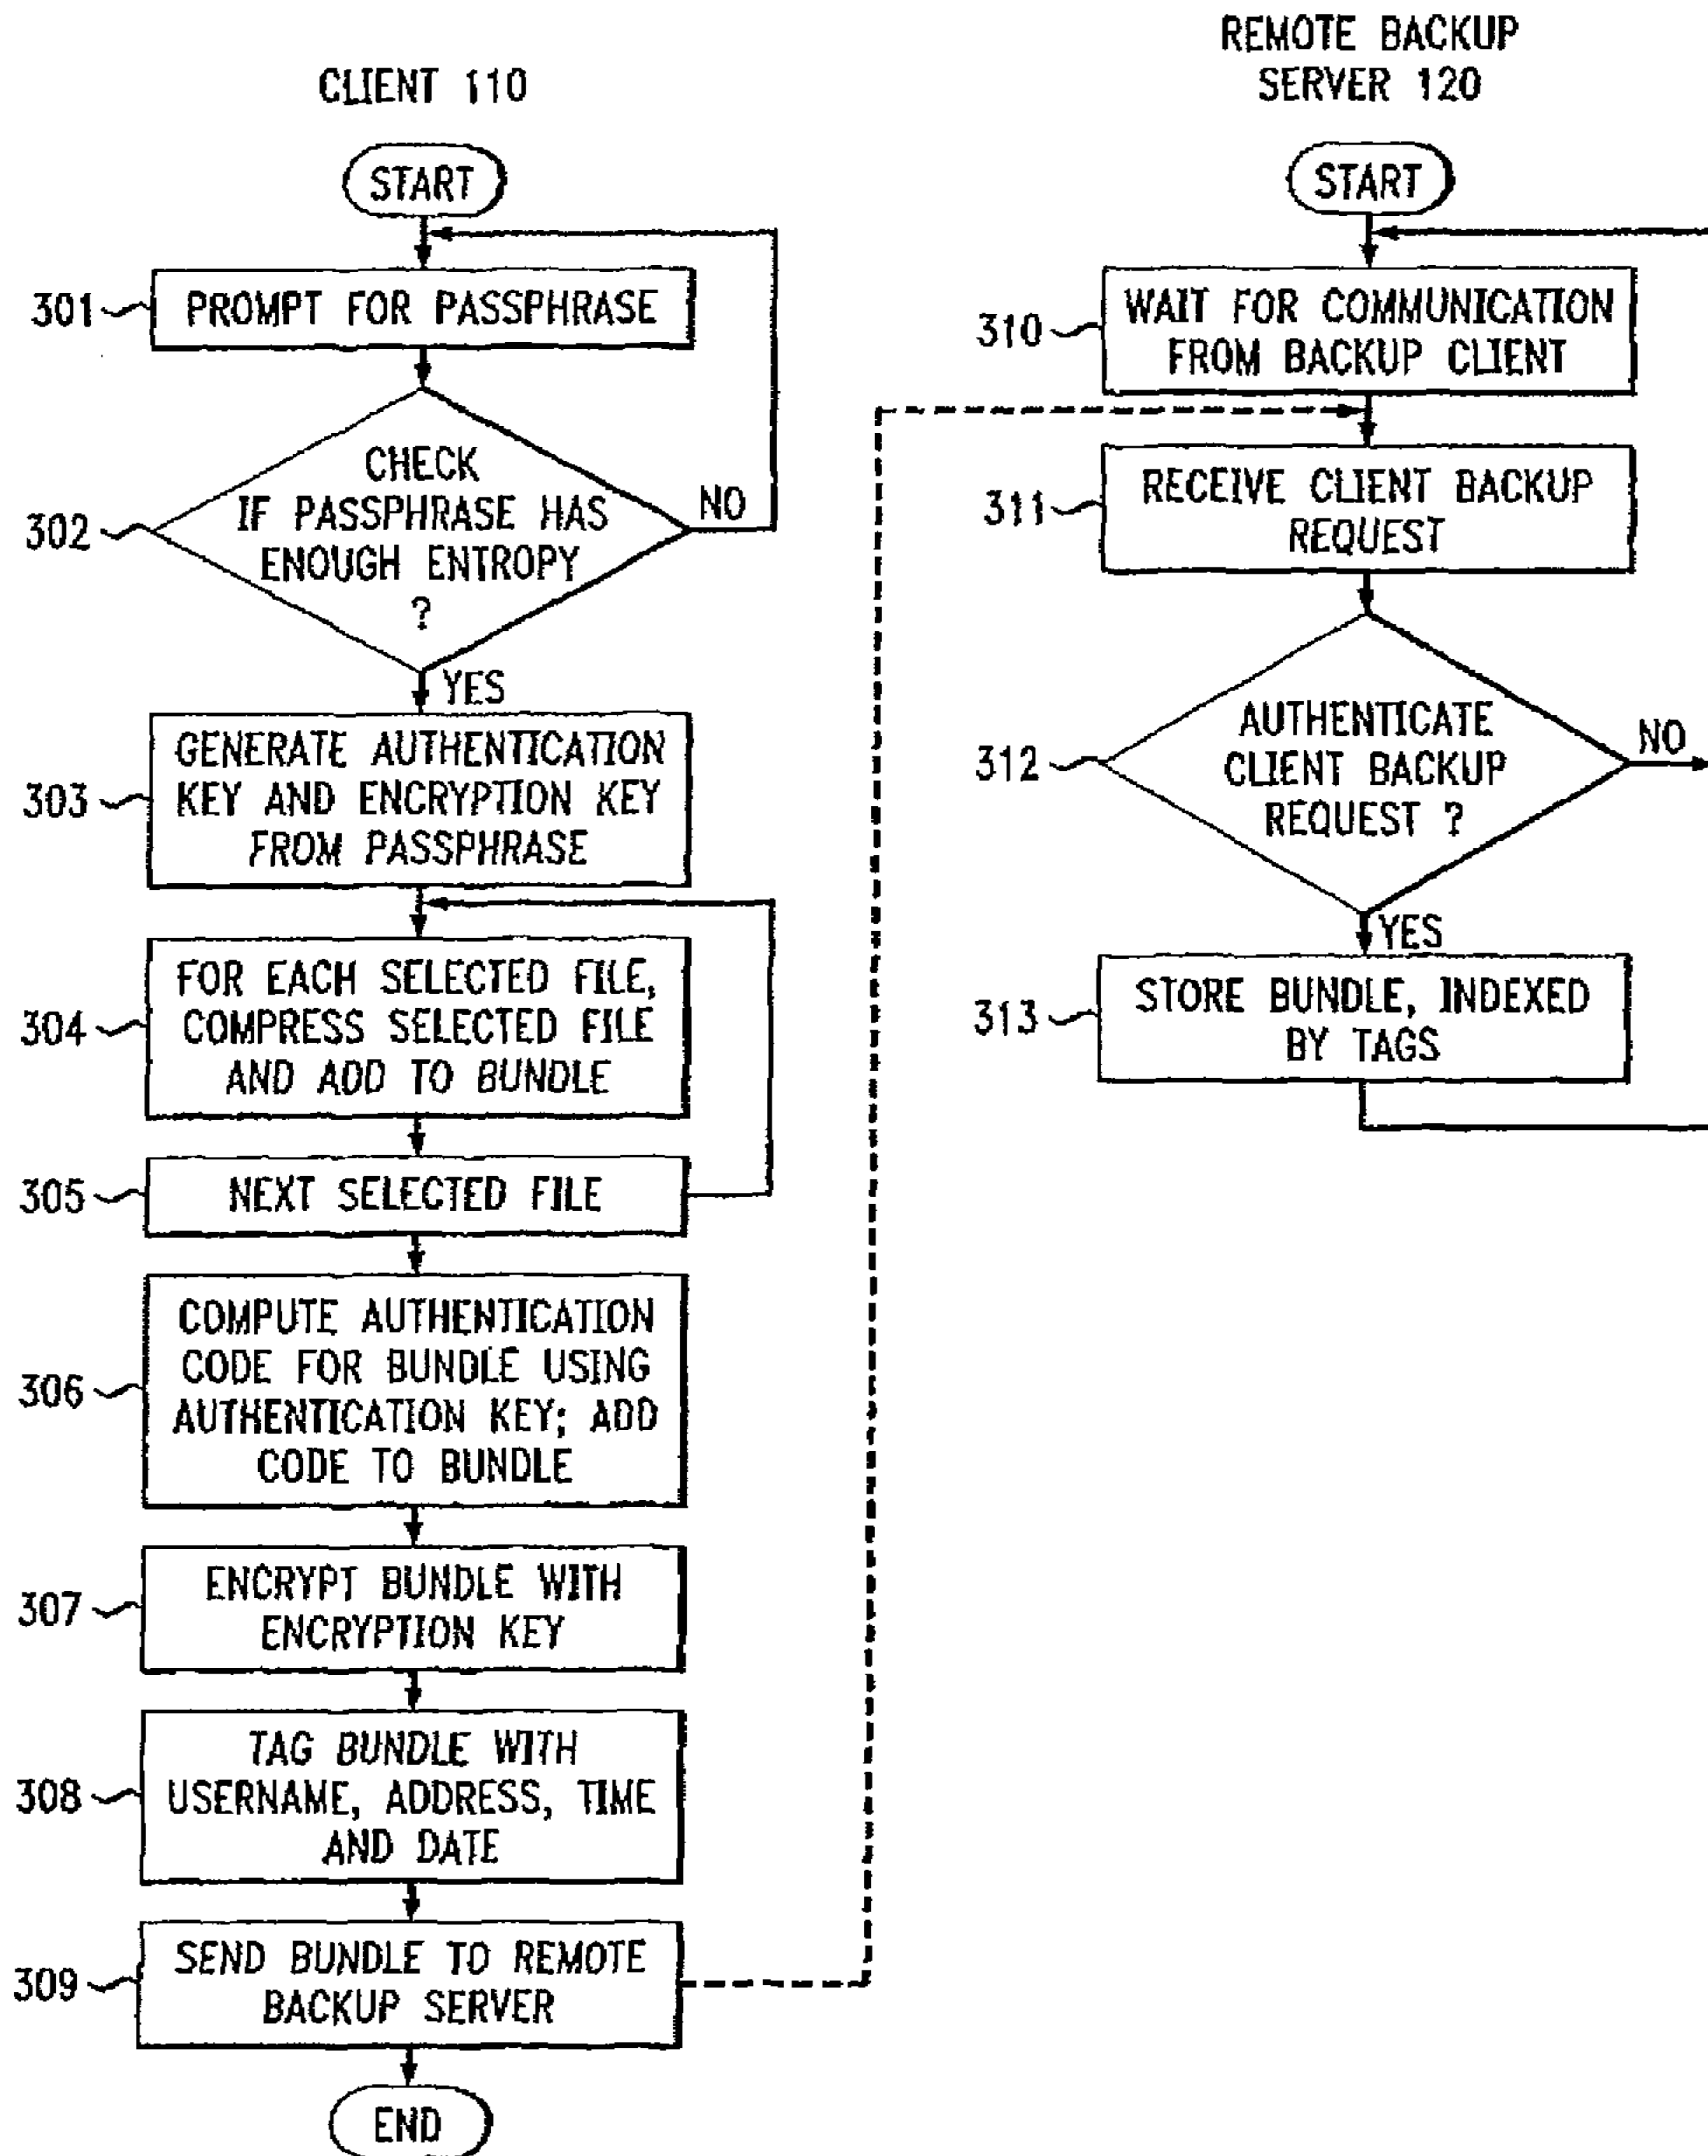 CLIENT 110
START
301
PROMPT FOR PASSPHRASE
302
CHECK
IF PASSPHRASE HAS
ENOUGH ENTROPY
?
NO
YES
303
GENERATE AUTHENTICATION
KEY AND ENCRYPTION KEY
FROM PASSPHRASE
304
FOR EACH SELECTED FILE,
COMPRESS SELECTED FILE
AND ADD TO BUNDLE
305
NEXT SELECTED FILE
306
COMPUTE AUTHENTICATION
CODE FOR BUNDLE USING
AUTHENTICATION KEY; ADD
CODE TO BUNDLE
307
ENCRYPT BUNDLE WITH
ENCRYPTION KEY
308
TAG BUNDLE WITH
USERNAME, ADDRESS, TIME
AND DATE
309
SEND BUNDLE TO REMOTE
BACKUP SERVER
END
REMOTE BACKUP
SERVER 120
START
310
WAIT FOR COMMUNICATION
FROM BACKUP CLIENT
311
RECEIVE CLIENT BACKUP
REQUEST
312
AUTHENTICATE
CLIENT BACKUP
REQUEST ?
NO
YES
313
STORE BUNDLE, INDEXED
BY TAGS